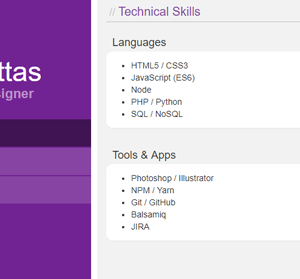 ttas
signer
// Technical Skills
Languages
HTML5 / CSS3
JavaScript (ES6)
Node
PHP / Python
SQL / NoSQL
Tools & Apps
Photoshop / Illustrator
NPM / Yarn
Git / GitHub
Balsamiq
JIRA